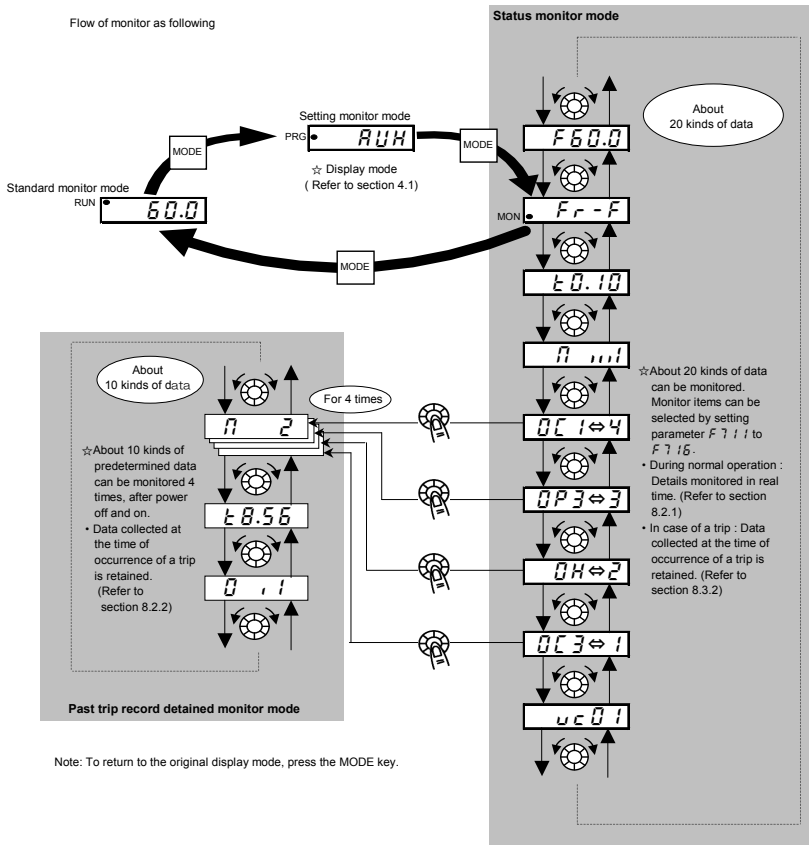 Flow of monitor as following
Status monitor mode
About
20 kinds of data
Setting monitor mode
PRG
AUH
☆ Display mode
( Refer to section 4.1)
MODE
MODE
Standard monitor mode
RUN
60.0
MODE
F60.0
MON
Fr-F
t0.10
☆About 20 kinds of data
can be monitored.
Monitor items can be
selected by setting
parameter F711 to
F716.
• During normal operation :
Details monitored in real
time. (Refer to section
8.2.1)
• In case of a trip : Data
collected at the time of
occurrence of a trip is
retained. (Refer to
section 8.3.2)
OC1⇔4
OP3⇔3
OH⇔2
OC3⇔1
uc01
About
10 kinds of data
For 4 times
n 2
☆About 10 kinds of
predetermined data
can be monitored 4
times, after power
off and on.
• Data collected at
the time of
occurrence of a trip
is retained.
(Refer to
section 8.2.2)
t8.56
Past trip record detained monitor mode
Note: To return to the original display mode, press the MODE key.